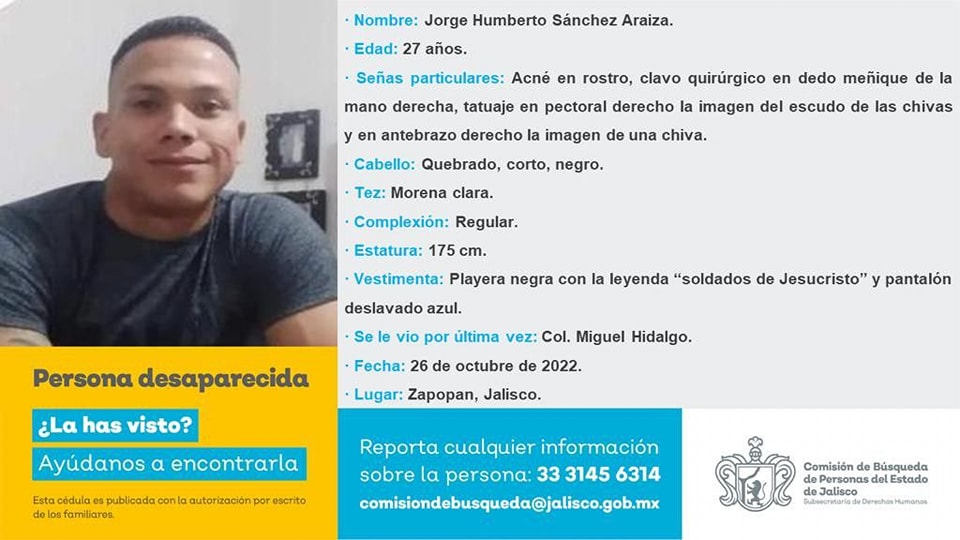 · Nombre: Jorge Humberto Sánchez Araiza.
· Edad: 27 años.
· Señas particulares: Acné en rostro, clavo quirúrgico en dedo meñique de la
mano derecha, tatuaje en pectoral derecho la imagen del escudo de las chivas
y en antebrazo derecho la imagen de una chiva.
· Cabello: Quebrado, corto, negro.
· Tez: Morena clara.
· Complexión: Regular.
· Estatura: 175 cm.
· Vestimenta: Playera negra con la leyenda “soldados de Jesucristo” y pantalón
deslavado azul.
· Se le vio por última vez: Col. Miguel Hidalgo.
· Fecha: 26 de octubre de 2022.
· Lugar: Zapopan, Jalisco.
Persona desaparecida
¿La has visto?
Ayúdanos a encontrarla
Esta cédula es publicada con la autorización por escrito
de los familiares.
Reporta cualquier información
sobre la persona: 33 3145 6314
comisiondebusqueda@jalisco.gob.mx
Comisión de Búsqueda
de Personas del Estado
de Jalisco
Subsecretaría de Derechos Humanos